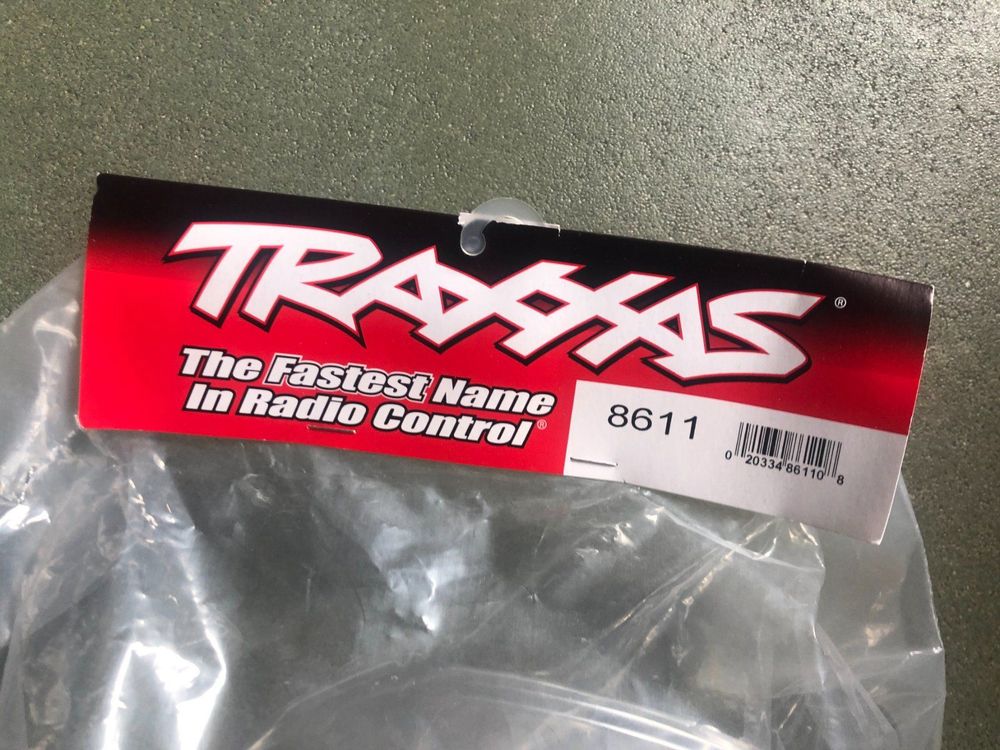 TRAXXAS®
The Fastest Name
In Radio Control®
8611
0 20334 86110 8